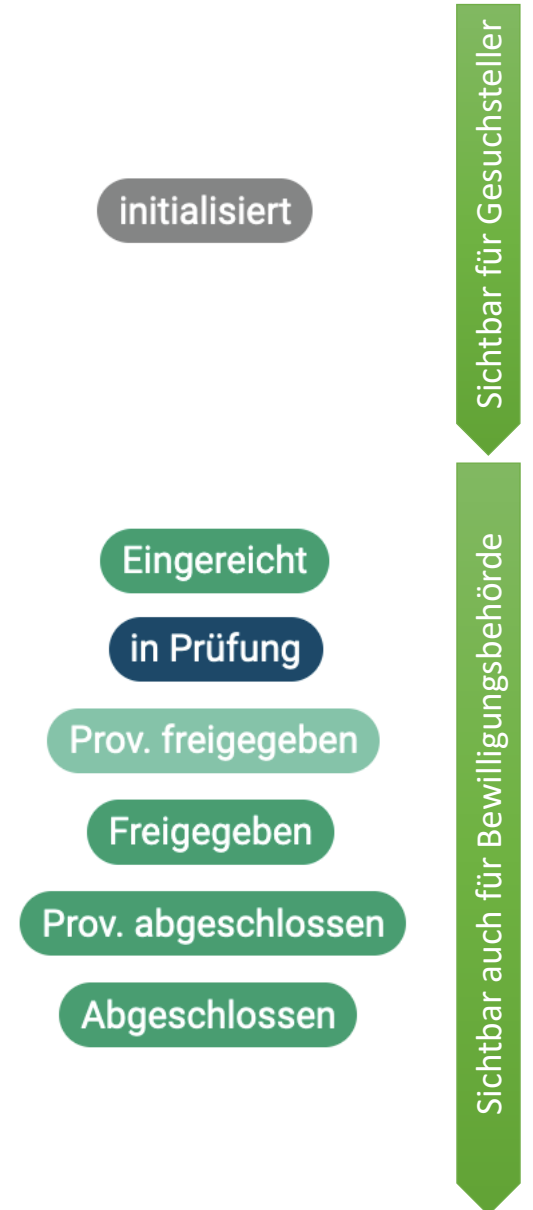 Sichtbar für Gesuchsteller
initialisiert
Sichtbar auch für Bewilligungsbehörde
Eingereicht
in Prüfung
Prov. freigegeben
Freigegeben
Prov. abgeschlossen
Abgeschlossen